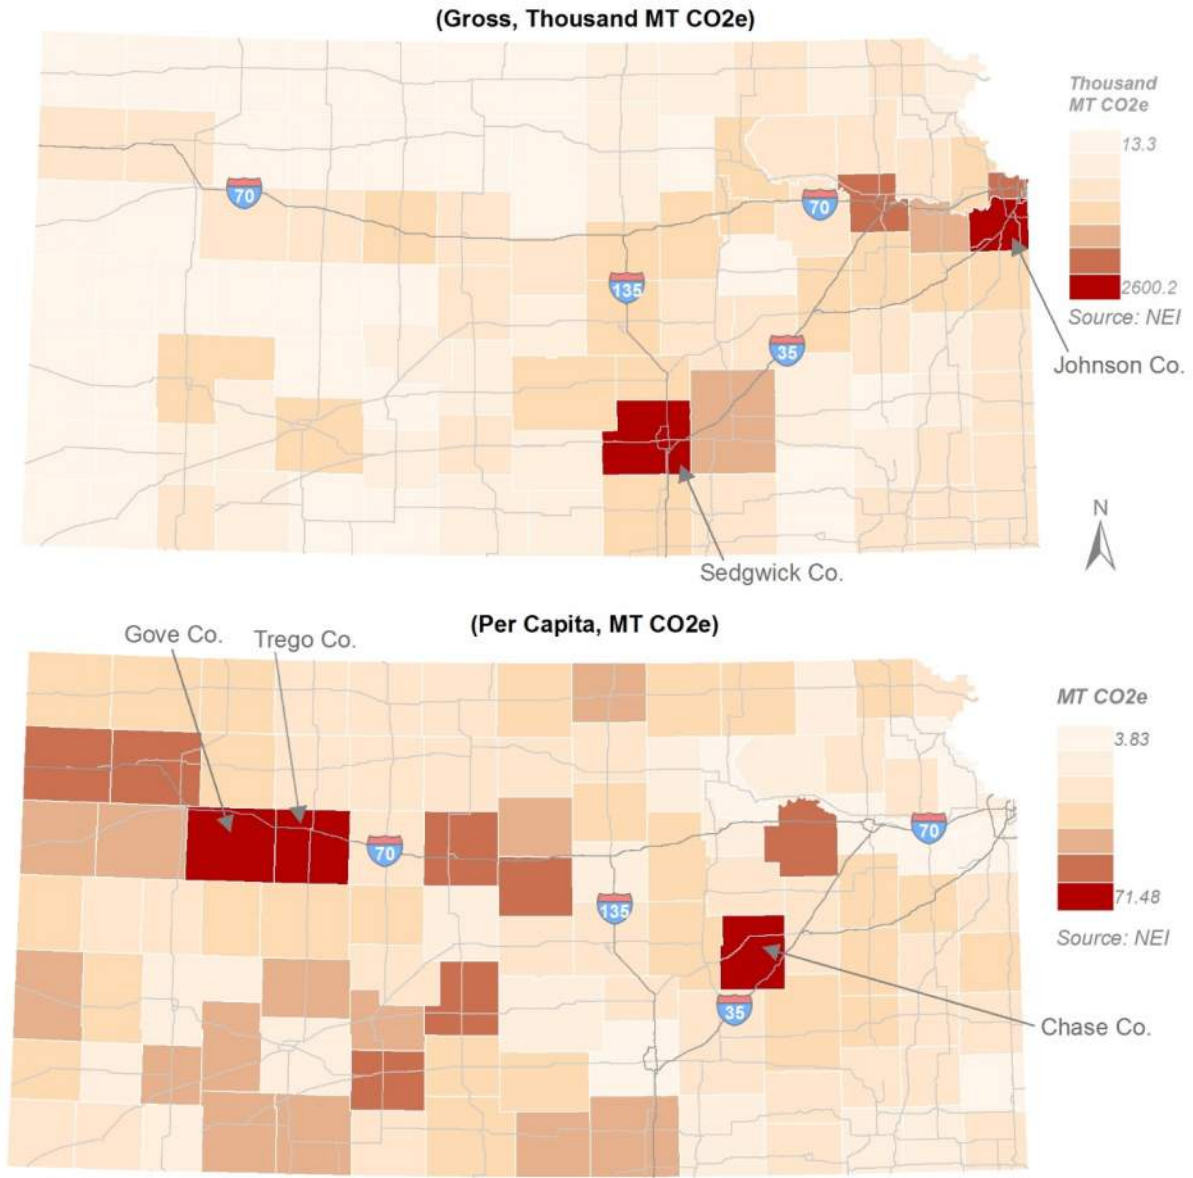 (Gross, Thousand MT CO2e)
Thousand
MT CO2e
13.3
2600.2
Source: NEI
70
70
135
35
Johnson Co.
Sedgwick Co.
N
(Per Capita, MT CO2e)
Gove Co.
Trego Co.
MT CO2e
3.83
71.48
Source: NEI
70
70
135
35
Chase Co.